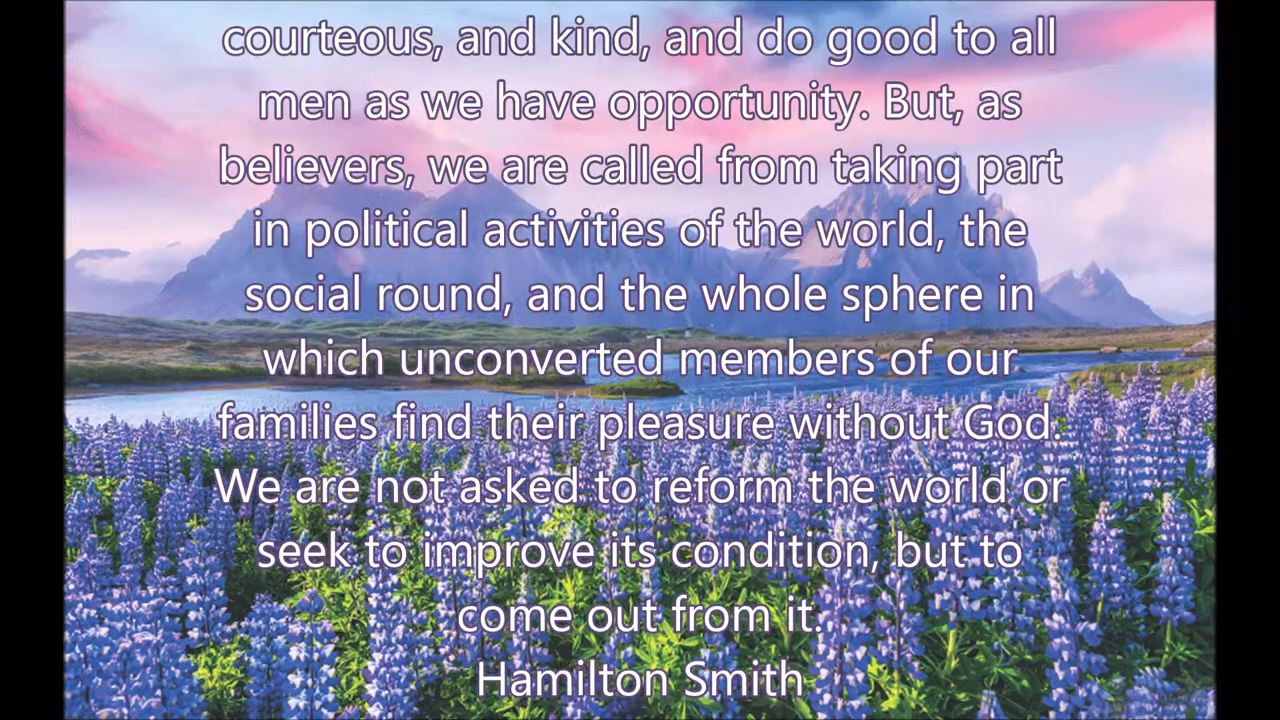 courteous, and kind, and do good to all
men as we have opportunity. But, as
believers, we are called from taking part
in political activities of the world, the
social round, and the whole sphere in
which unconverted members of our
families find their pleasure without God.
We are not asked to reform the world or
seek to improve its condition, but to
come out from it.
Hamilton Smith